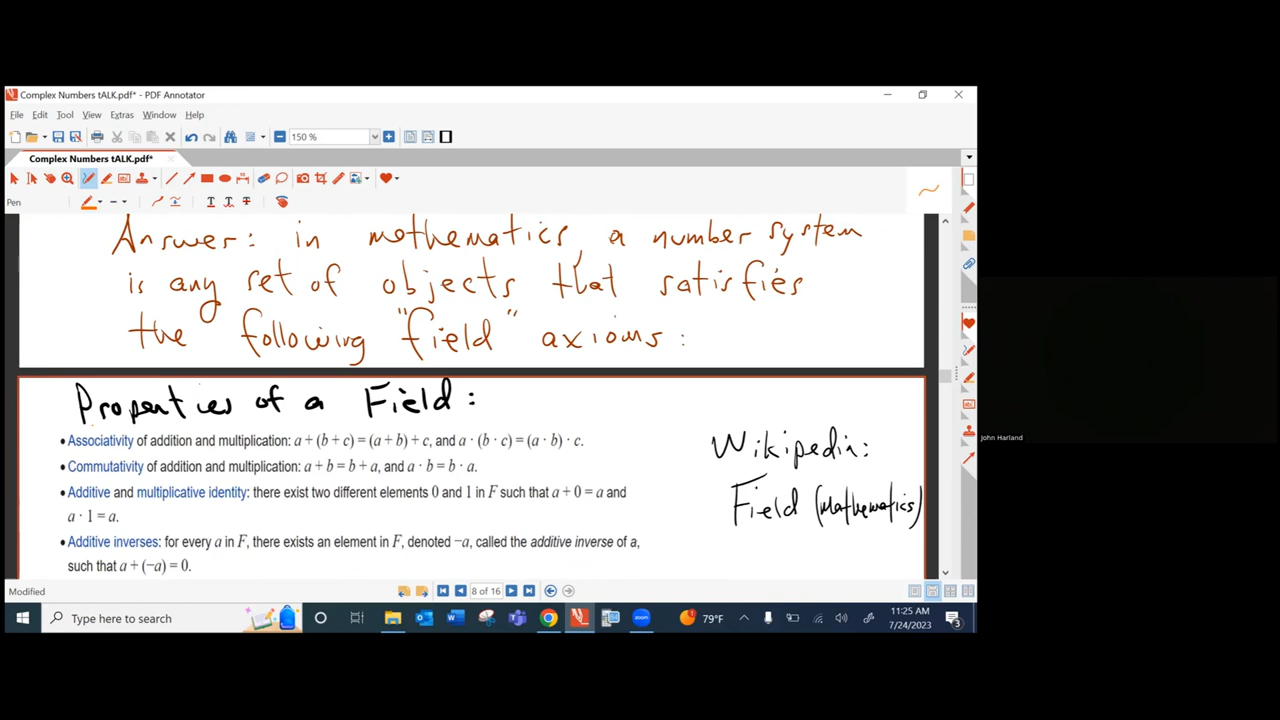 Complex Numbers tALK.pdf* - PDF Annotator
File Edit Tool View Extras Window Help
150 %
Complex Numbers tALK.pdf*
Pen
Answer: in mathematics, a number system
is any set of objects that satisfies
the following "field" axioms:
Properties of a Field:
• Associativity of addition and multiplication: a + (b + c) = (a + b) + c, and a · (b · c) = (a · b) · c.
• Commutativity of addition and multiplication: a + b = b + a, and a · b = b · a.
• Additive and multiplicative identity: there exist two different elements 0 and 1 in F such that a + 0 = a and
a · 1 = a.
• Additive inverses: for every a in F, there exists an element in F, denoted −a, called the additive inverse of a,
such that a + (−a) = 0.
Wikipedia:
Field (mathematics)
John Harland
Modified
8 of 16
Type here to search
79°F
11:25 AM
7/24/2023
3